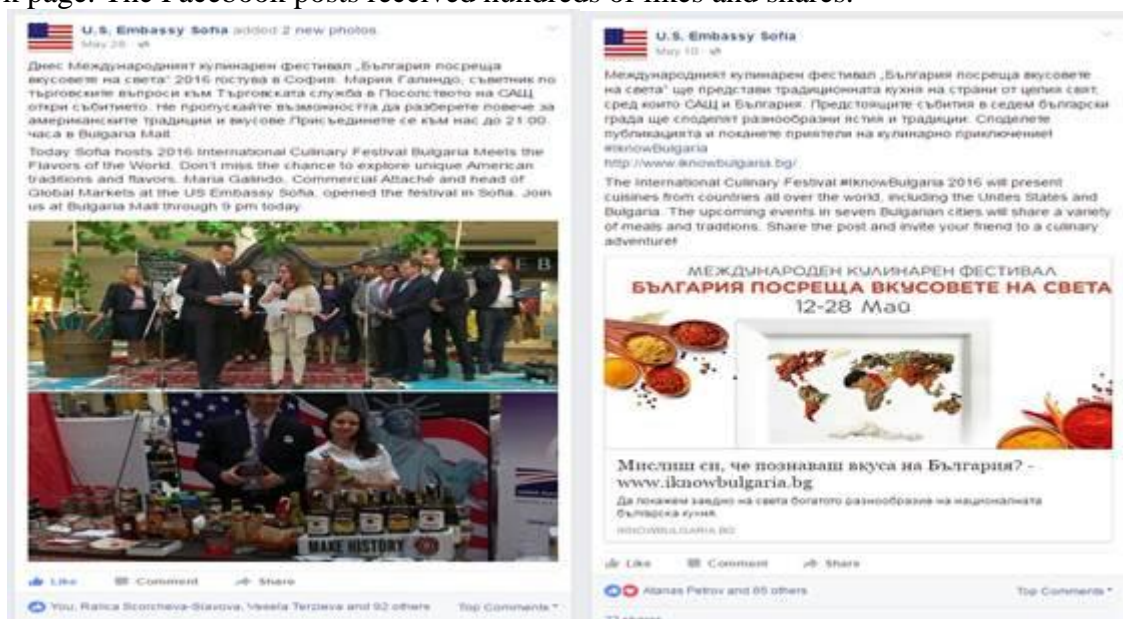 k page. The Facebook posts received hundreds of likes and shares.
U.S. Embassy Sofia added 2 new photos.
May 28
Днес Международният кулинарен фестивал „България посреща
вкусовете на света“ 2016 гостува в София. Мария Галиндо, съветник по
търговските въпроси към Търговската служба в Посолството на САЩ
откри събитието. Не пропускайте възможността да разберете повече за
американските традиции и вкусове. Присъединете се към нас до 21:00
часа в Bulgaria Mall.
Today Sofia hosts 2016 International Culinary Festival Bulgaria Meets the
Flavors of the World. Don't miss the chance to explore unique American
traditions and flavors. Maria Galindo, Commercial Attaché and head of
Global Markets at the US Embassy Sofia, opened the festival in Sofia. Join
us at Bulgaria Mall through 9 pm today.
MAKE HISTORY
Like Comment Share
You, Ralica Scorcheva-Slavova, Vesela Terzieva and 92 others Top Comments
U.S. Embassy Sofia
May 10
Международният кулинарен фестивал „България посреща вкусовете
на света“ ще представи традиционната кухня на страни от целия свят,
сред които САЩ и България. Предстоящите събития в седем български
града ще споделят разнообразни ястия и традиции. Споделете
публикацията и поканете приятели на кулинарно приключение!
#IknowBulgaria
http://www.iknowbulgaria.bg/
The International Culinary Festival #IknowBulgaria 2016 will present
cuisines from countries all over the world, including the Unites States and
Bulgaria. The upcoming events in seven Bulgarian cities will share a variety
of meals and traditions. Share the post and invite your friend to a culinary
adventure!
МЕЖДУНАРОДЕН КУЛИНАРЕН ФЕСТИВАЛ
БЪЛГАРИЯ ПОСРЕЩА ВКУСОВЕТЕ НА СВЕТА
12-28 Май
Мислиш си, че познаваш вкуса на България? -
www.iknowbulgaria.bg
Да покажем заедно на света богатото разнообразие на националната
българска кухня.
IKNOWBULGARIA.BG
Like Comment Share
Atanas Petrov and 85 others Top Comments